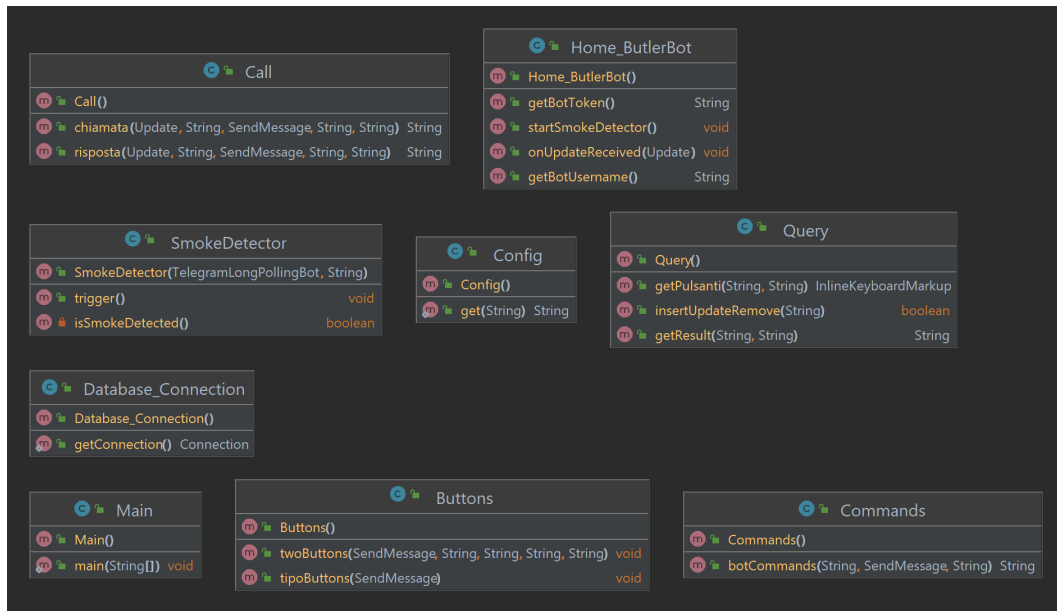 Call
Call()
chiamata(Update, String, SendMessage, String, String) String
risposta(Update, String, SendMessage, String, String) String
Home_ButlerBot
Home_ButlerBot()
getBotToken() String
startSmokeDetector() void
onUpdateReceived(Update) void
getBotUsername() String
SmokeDetector
SmokeDetector(TelegramLongPollingBot, String)
trigger() void
isSmokeDetected() boolean
Config
Config()
get(String) String
Query
Query()
getPulsanti(String, String) InlineKeyboardMarkup
insertUpdateRemove(String) boolean
getResult(String, String) String
Database_Connection
Database_Connection()
getConnection() Connection
Main
Main()
main(String[]) void
Buttons
Buttons()
twoButtons(SendMessage, String, String, String, String) void
tipoButtons(SendMessage) void
Commands
Commands()
botCommands(String, SendMessage, String) String